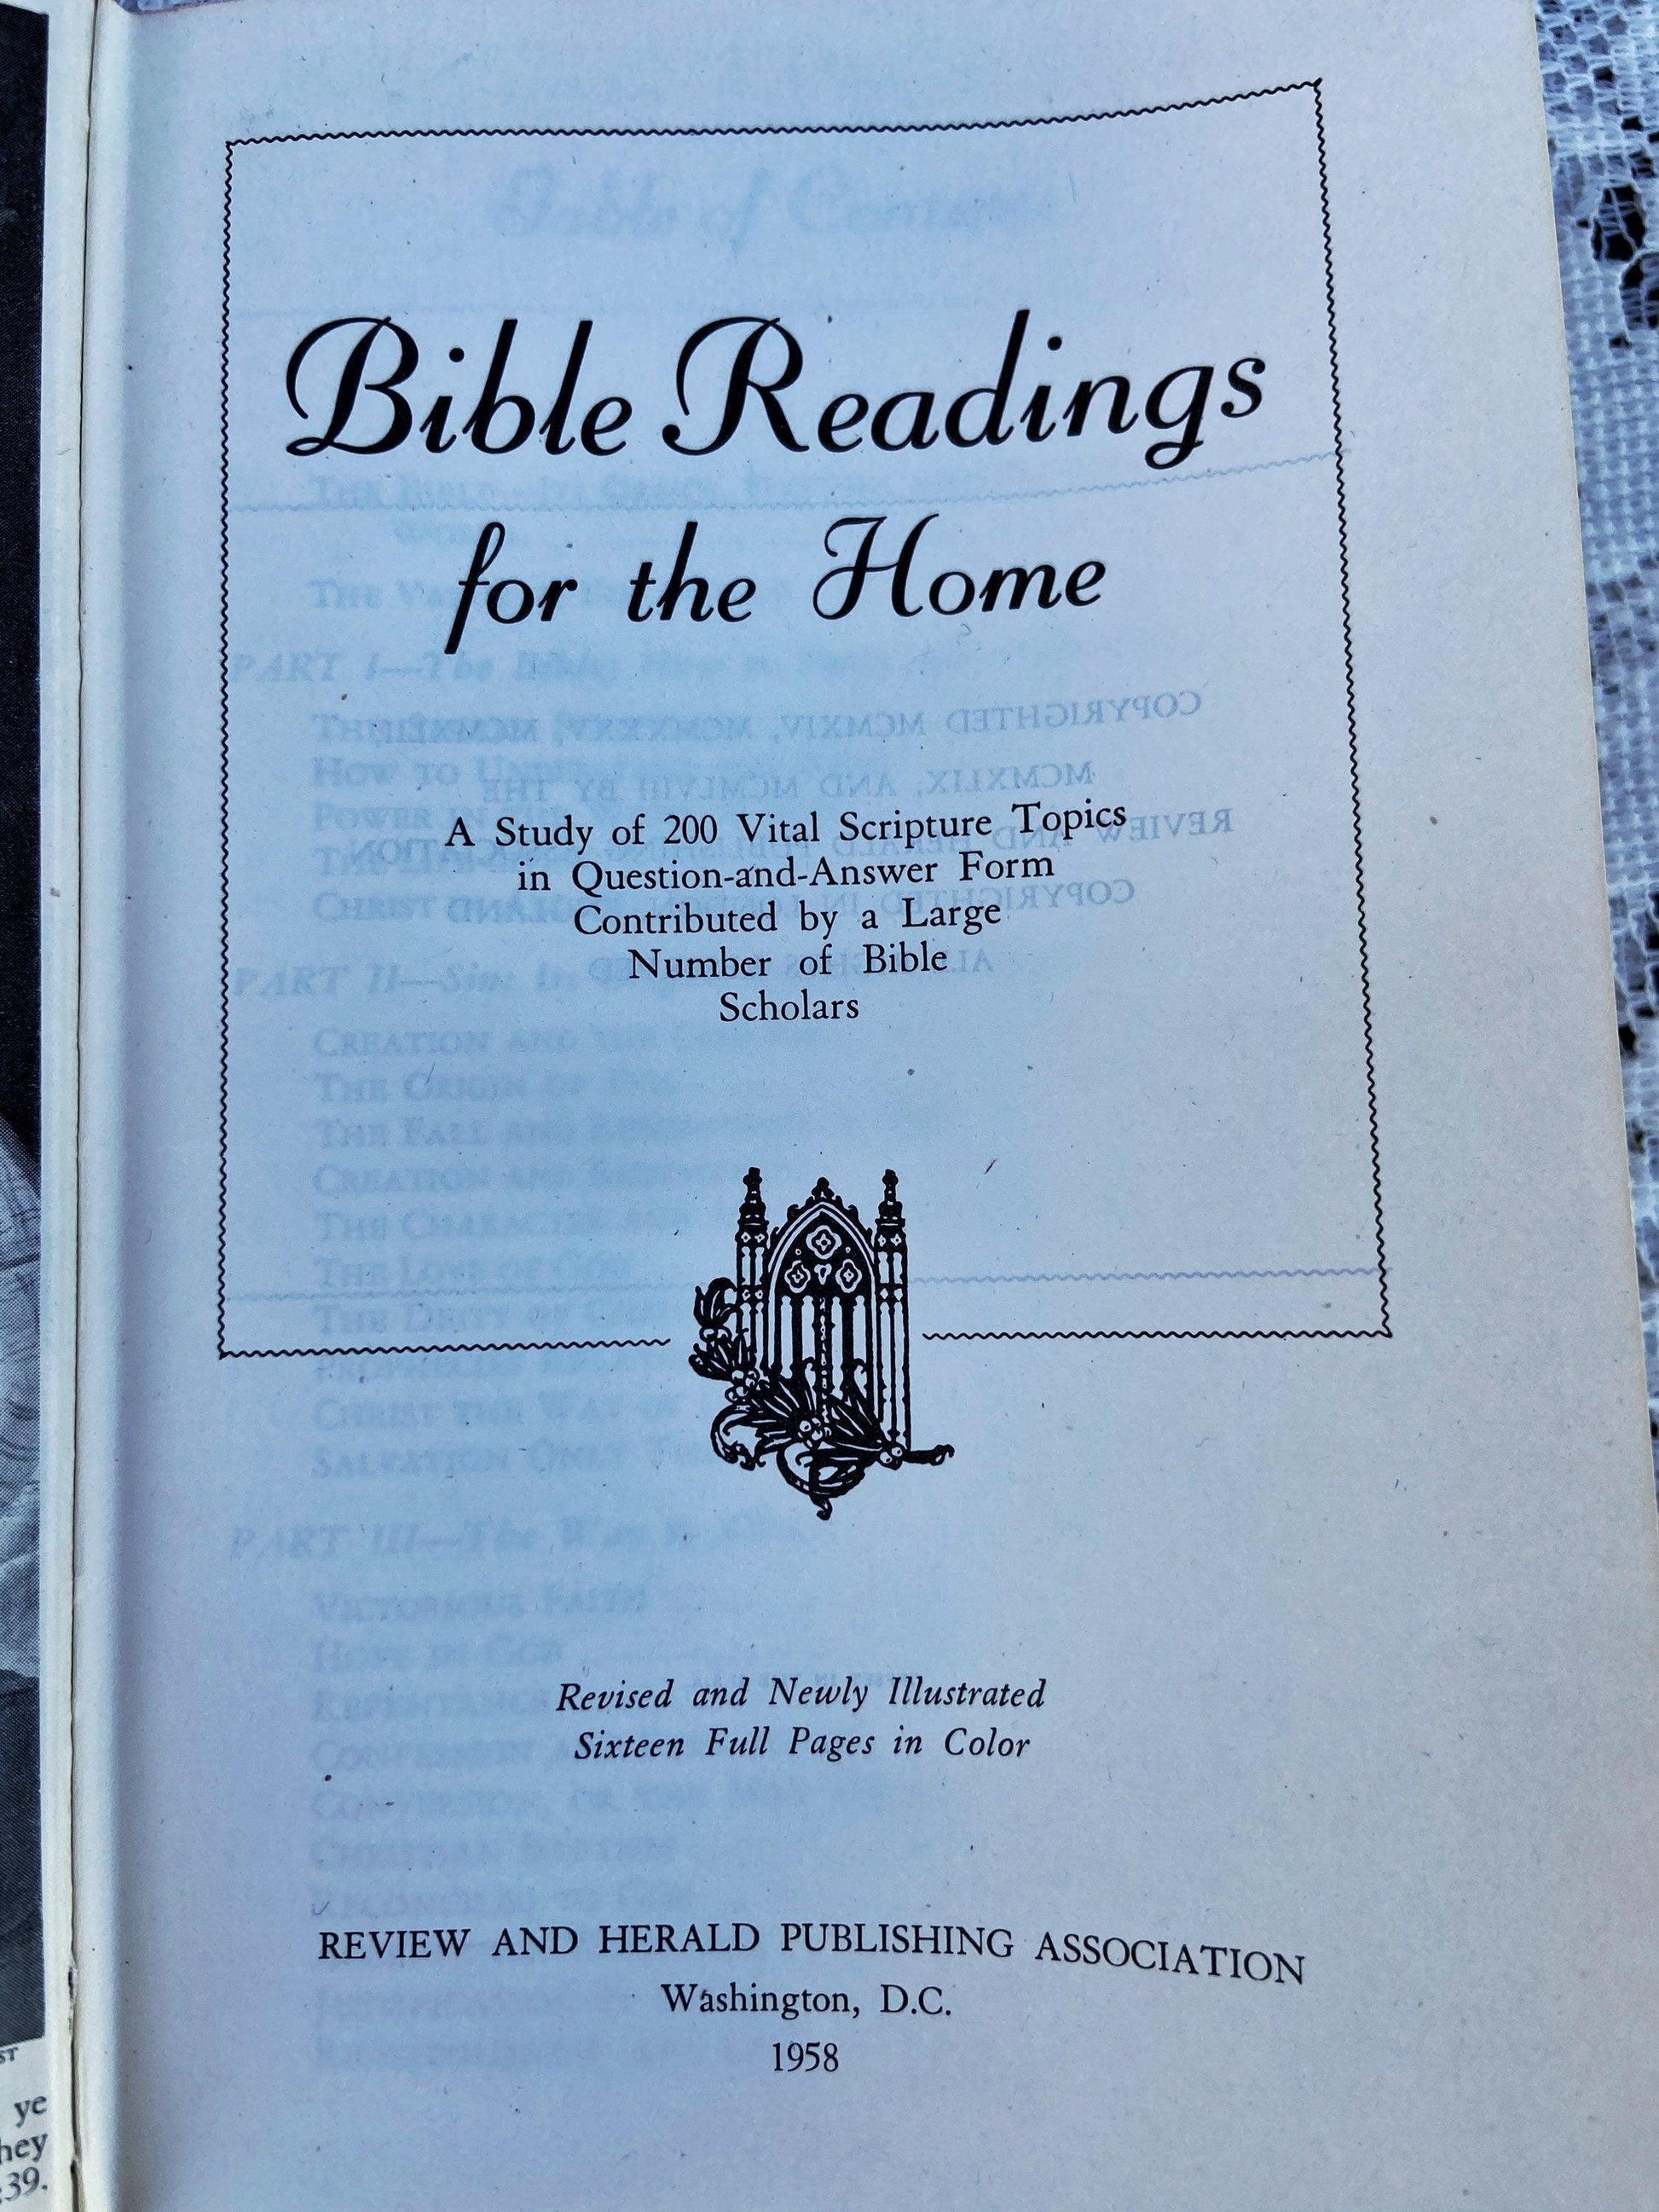 Bible Readings
for the Home
A Study of 200 Vital Scripture Topics
in Question-and-Answer Form
Contributed by a Large
Number of Bible
Scholars
Revised and Newly Illustrated
Sixteen Full Pages in Color
REVIEW AND HERALD PUBLISHING ASSOCIATION
Washington, D.C.
1958
ye
39.